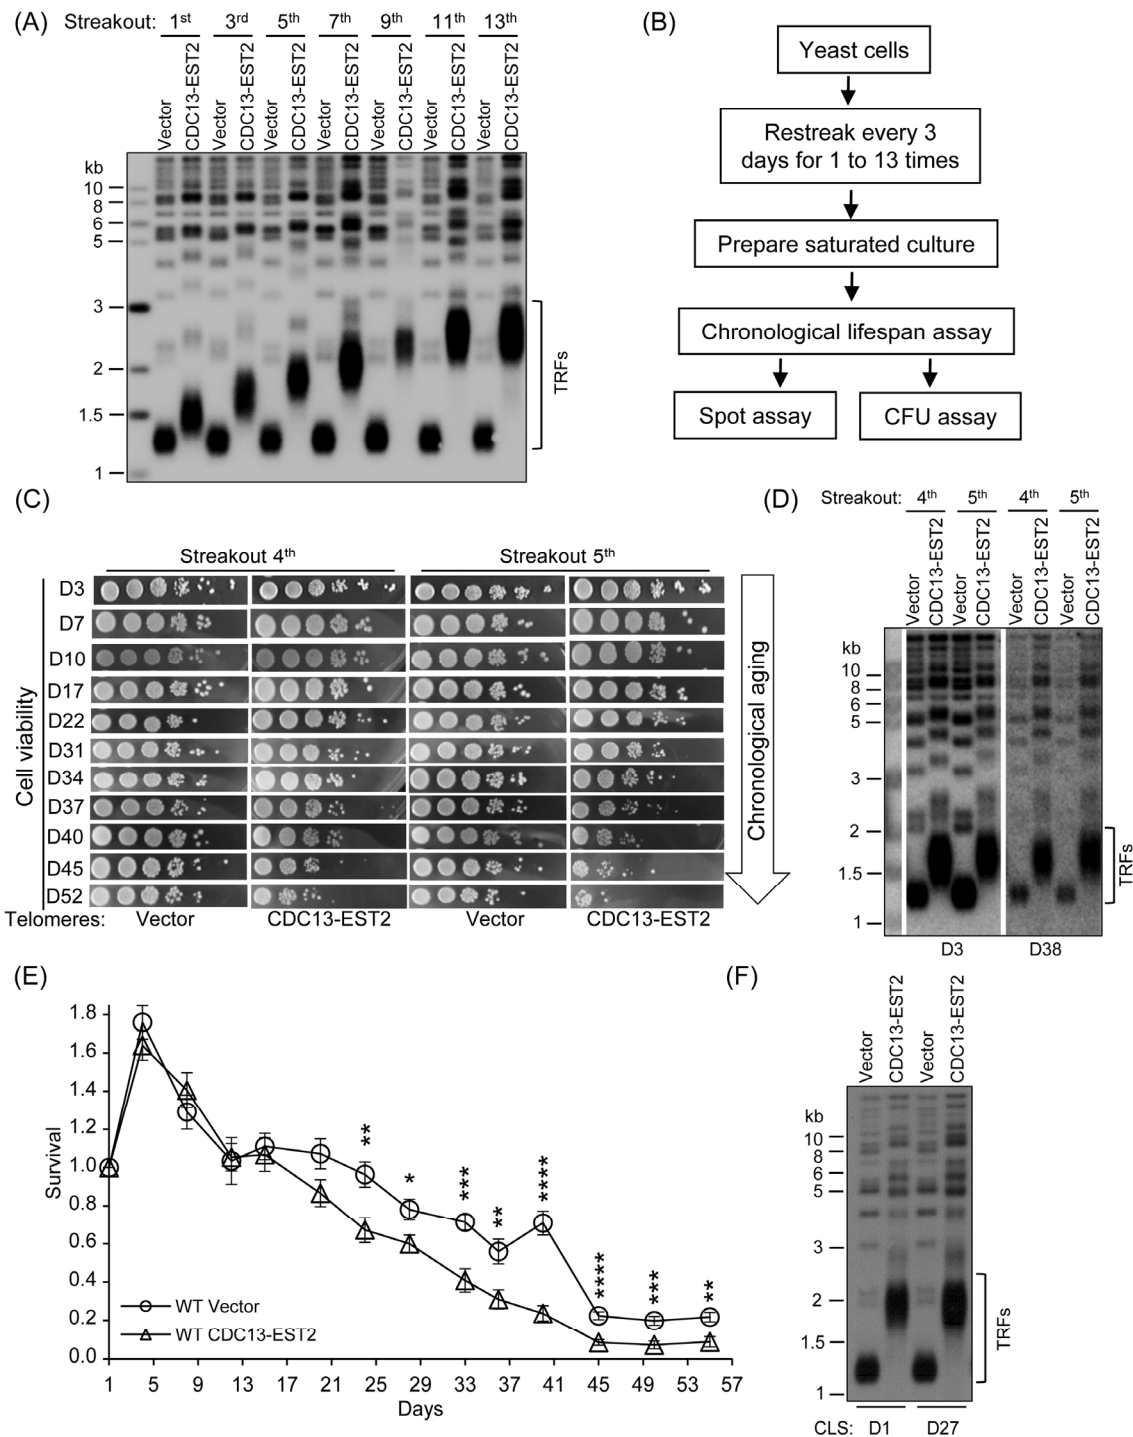 (A)
Streakout: 1st 3rd 5th 7th 9th 11th 13th
Vector CDC13-EST2 Vector CDC13-EST2 Vector CDC13-EST2 Vector CDC13-EST2 Vector CDC13-EST2 Vector CDC13-EST2 Vector CDC13-EST2
kb
10
8
6
5
3
2
1.5
1
TRFs
(B)
Yeast cells
Restreak every 3
days for 1 to 13 times
Prepare saturated culture
Chronological lifespan assay
Spot assay
CFU assay
(C)
Streakout 4th
Streakout 5th
Cell viability
D3
D7
D10
D17
D22
D31
D34
D37
D40
D45
D52
Telomeres: Vector CDC13-EST2 Vector CDC13-EST2
Chronological aging
(D)
Streakout: 4th 5th 4th 5th
Vector CDC13-EST2 Vector CDC13-EST2 Vector CDC13-EST2 Vector CDC13-EST2
kb
10
8
6
5
3
2
1.5
1
TRFs
D3 D38
(E)
Survival
1.8
1.6
1.4
1.2
1.0
0.8
0.6
0.4
0.2
0.0
**
*
***
**
****
****
***
**
WT Vector
WT CDC13-EST2
1 5 9 13 17 21 25 29 33 37 41 45 49 53 57
Days
(F)
Vector CDC13-EST2 Vector CDC13-EST2
kb
10
8
6
5
3
2
1.5
1
TRFs
CLS: D1 D27